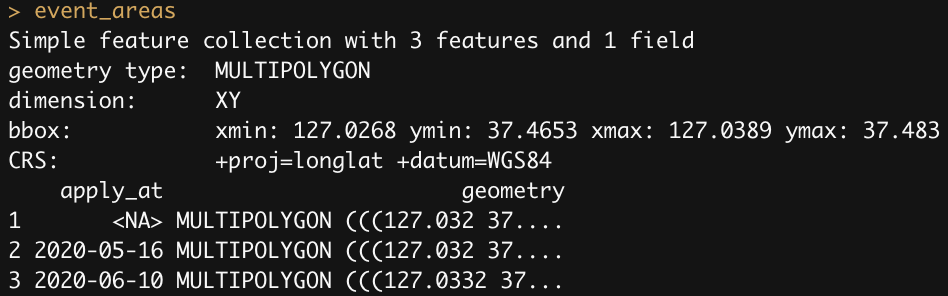 > event_areas
Simple feature collection with 3 features and 1 field
geometry type:  MULTIPOLYGON
dimension:      XY
bbox:           xmin: 127.0268 ymin: 37.4653 xmax: 127.0389 ymax: 37.483
CRS:            +proj=longlat +datum=WGS84
    apply_at                       geometry
1       <NA> MULTIPOLYGON (((127.032 37....
2 2020-05-16 MULTIPOLYGON (((127.032 37....
3 2020-06-10 MULTIPOLYGON (((127.0332 37...